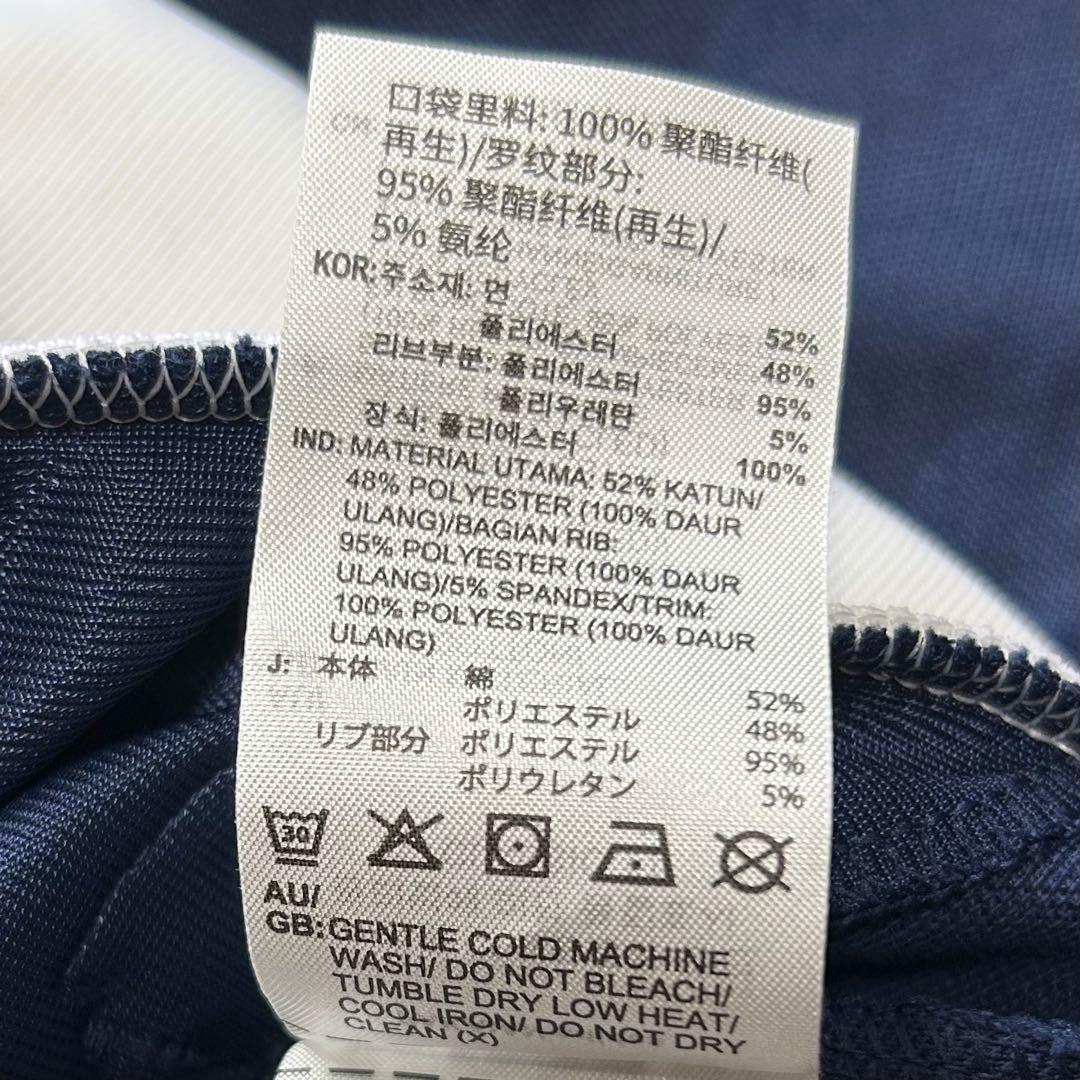 口袋里料: 100% 聚酯纤维(
再生)/罗纹部分:
95% 聚酯纤维(再生)/
5% 氨纶
KOR: 주소재: 면 52%
폴리에스터 48%
리브부분: 폴리에스터 95%
폴리우레탄 5%
장식: 폴리에스터 100%
IND: MATERIAL UTAMA: 52% KATUN/
48% POLYESTER (100% DAUR
ULANG)/BAGIAN RIB:
95% POLYESTER (100% DAUR
ULANG)/5% SPANDEX/TRIM:
100% POLYESTER (100% DAUR
ULANG)
J: 本体 綿 52%
ポリエステル 48%
リブ部分 ポリエステル 95%
ポリウレタン 5%
30
AU/
GB: GENTLE COLD MACHINE
WASH/ DO NOT BLEACH/
TUMBLE DRY LOW HEAT/
COOL IRON/ DO NOT DRY
CLEAN (X)